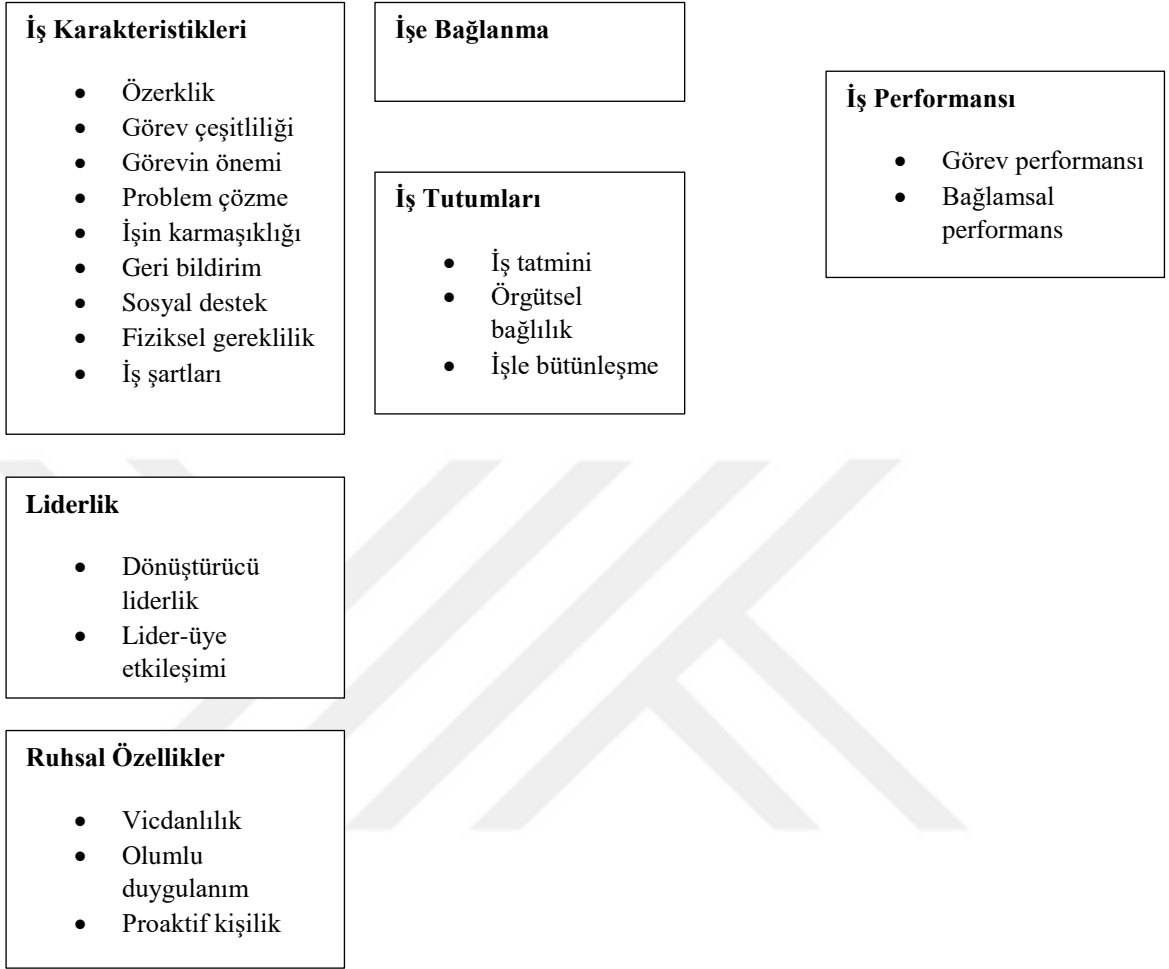 İş Karakteristikleri
• Özerklik
• Görev çeşitliliği
• Görevin önemi
• Problem çözme
• İşin karmaşıklığı
• Geri bildirim
• Sosyal destek
• Fiziksel gereklilik
• İş şartları
İşe Bağlanma
İş Tutumları
• İş tatmini
• Örgütsel
bağlılık
• İşle bütünleşme
İş Performansı
• Görev performansı
• Bağlamsal
performans
Liderlik
• Dönüştürücü
liderlik
• Lider-üye
etkileşimi
Ruhsal Özellikler
• Vicdanlılık
• Olumlu
duygulanım
• Proaktif kişilik